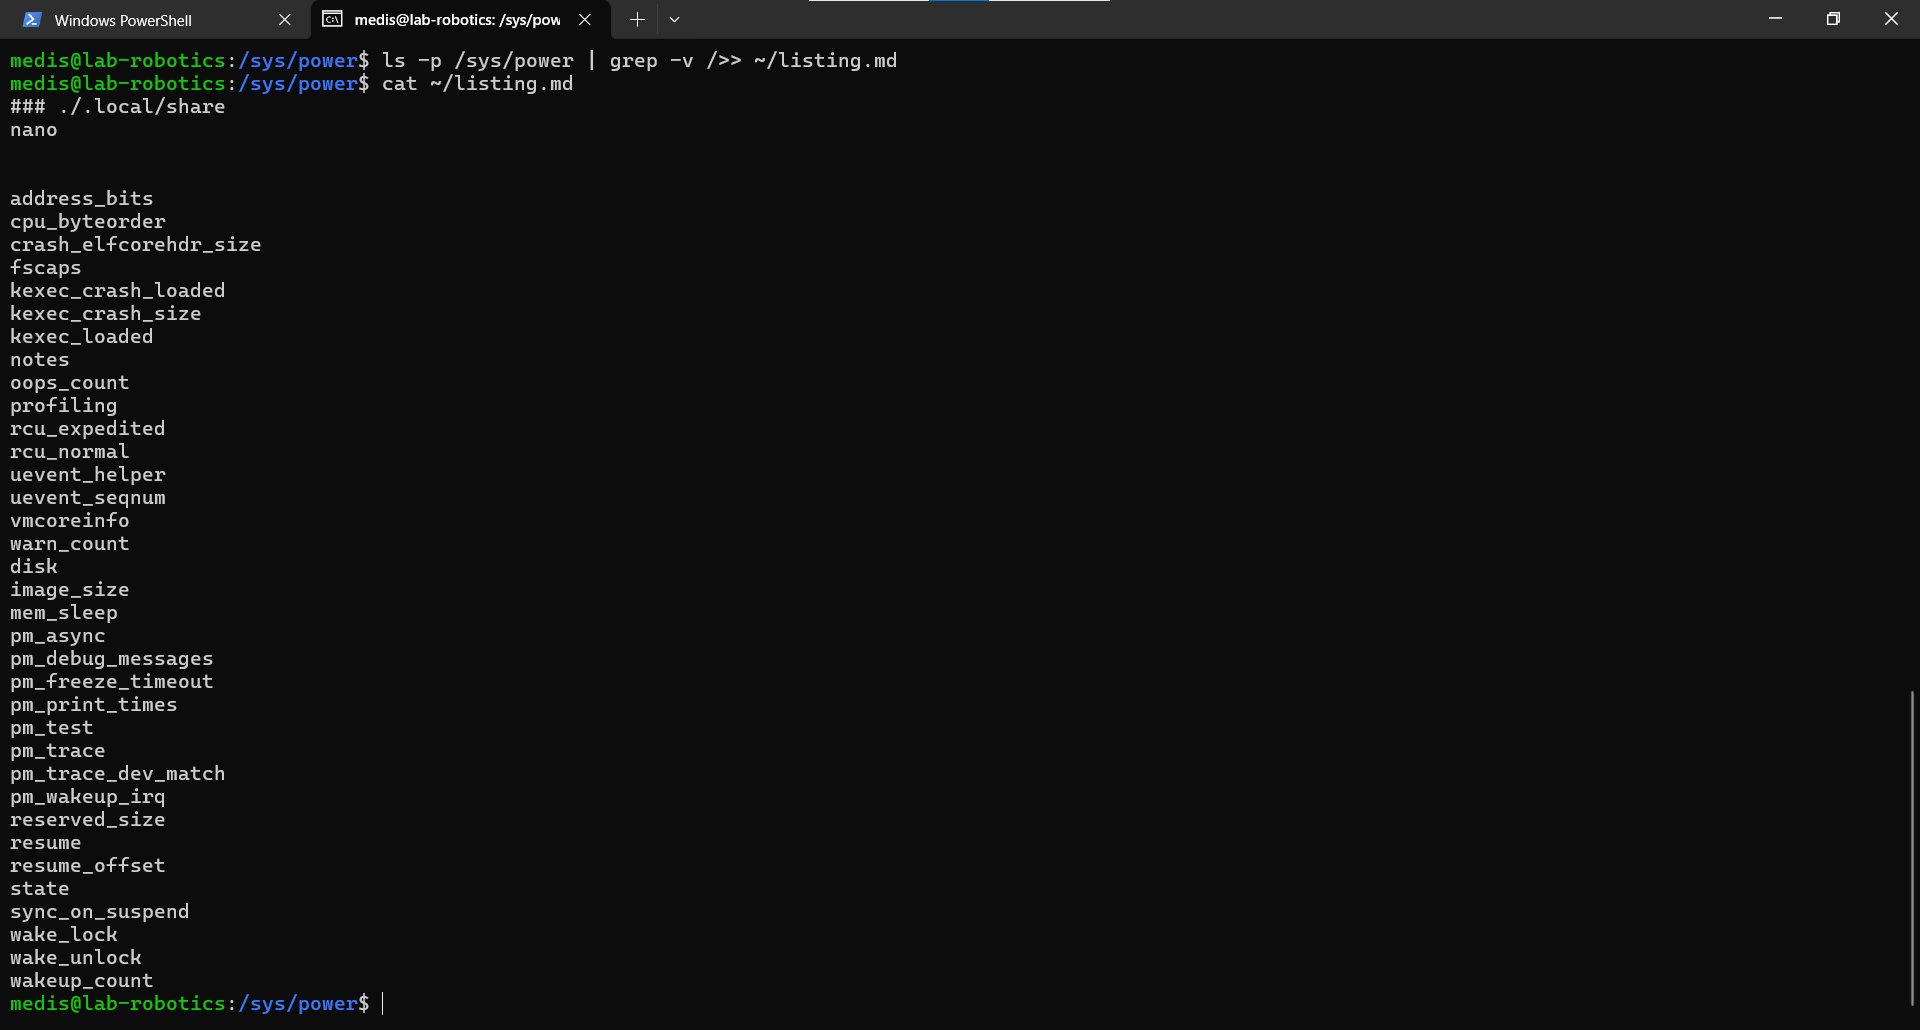 Windows PowerShell
medis@lab-robotics: /sys/pow
medis@lab-robotics:/sys/power$ ls -p /sys/power | grep -v />> ~/listing.md
medis@lab-robotics:/sys/power$ cat ~/listing.md
### ./.local/share
nano
address_bits
cpu_byteorder
crash_elfcorehdr_size
fscaps
kexec_crash_loaded
kexec_crash_size
kexec_loaded
notes
oops_count
profiling
rcu_expedited
rcu_normal
uevent_helper
uevent_seqnum
vmcoreinfo
warn_count
disk
image_size
mem_sleep
pm_async
pm_debug_messages
pm_freeze_timeout
pm_print_times
pm_test
pm_trace
pm_trace_dev_match
pm_wakeup_irq
reserved_size
resume
resume_offset
state
sync_on_suspend
wake_lock
wake_unlock
wakeup_count
medis@lab-robotics:/sys/power$